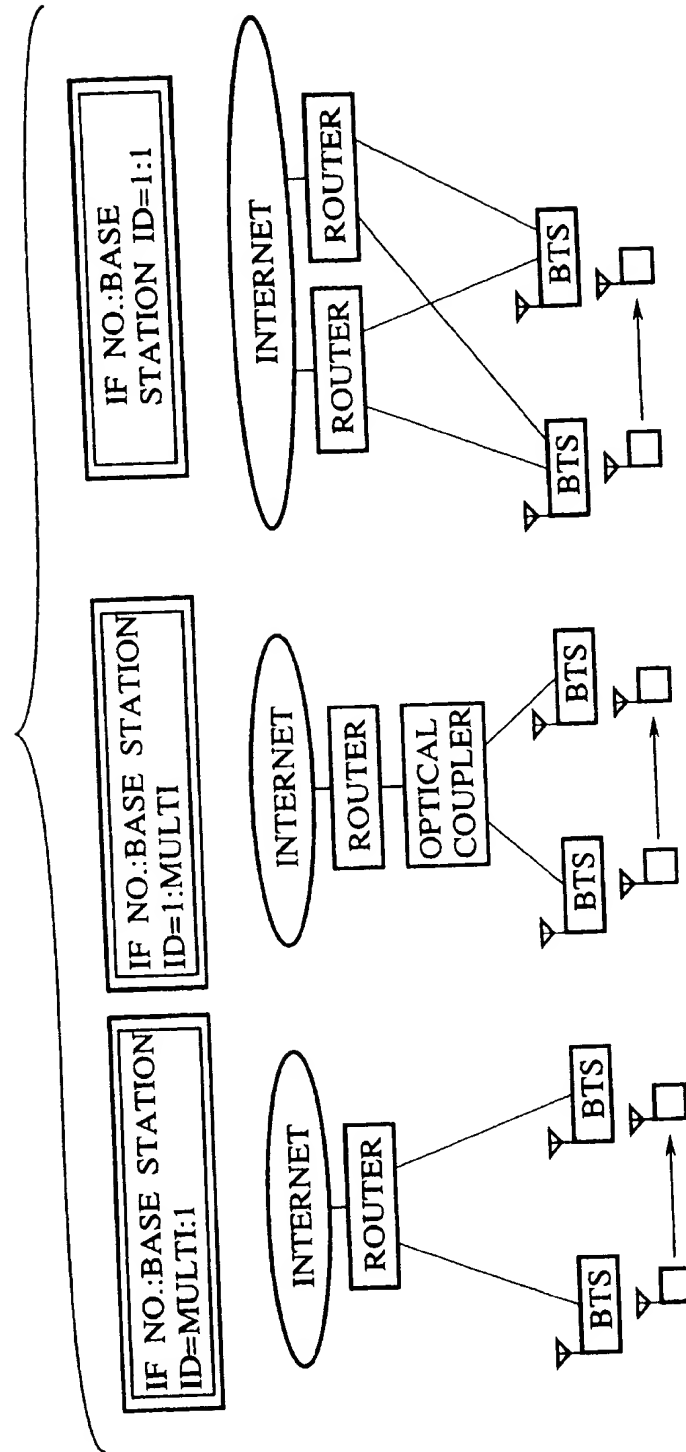 IF NO.:BASE STATION
ID=MULTI:1
INTERNET
ROUTER
BTS
BTS
IF NO.:BASE STATION
ID=1:MULTI
INTERNET
ROUTER
OPTICAL
COUPLER
BTS
BTS
IF NO.:BASE
STATION ID=1:1
INTERNET
ROUTER
ROUTER
BTS
BTS